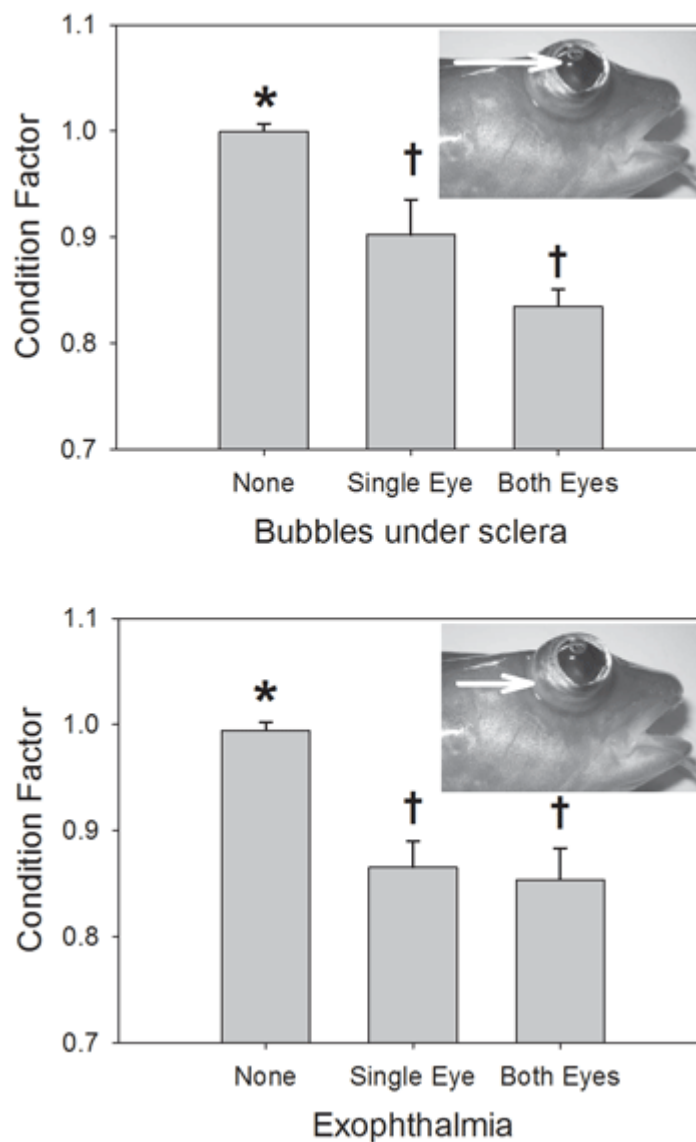 1.1
1.0
0.9
0.8
0.7
Condition Factor
*
†
†
None Single Eye Both Eyes
Bubbles under sclera
1.1
1.0
0.9
0.8
0.7
Condition Factor
*
†
†
None Single Eye Both Eyes
Exophthalmia